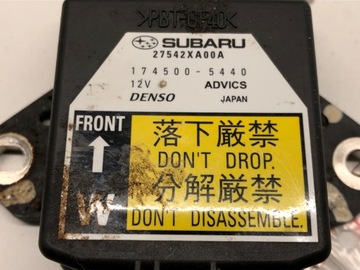 >PBT-GF40<
SUBARU
27542XA00A
174500-5440
12V ADVICS
DENSO JAPAN
FRONT
落下厳禁
DON'T DROP.
分解厳禁
W
DON'T DISASSEMBLE.